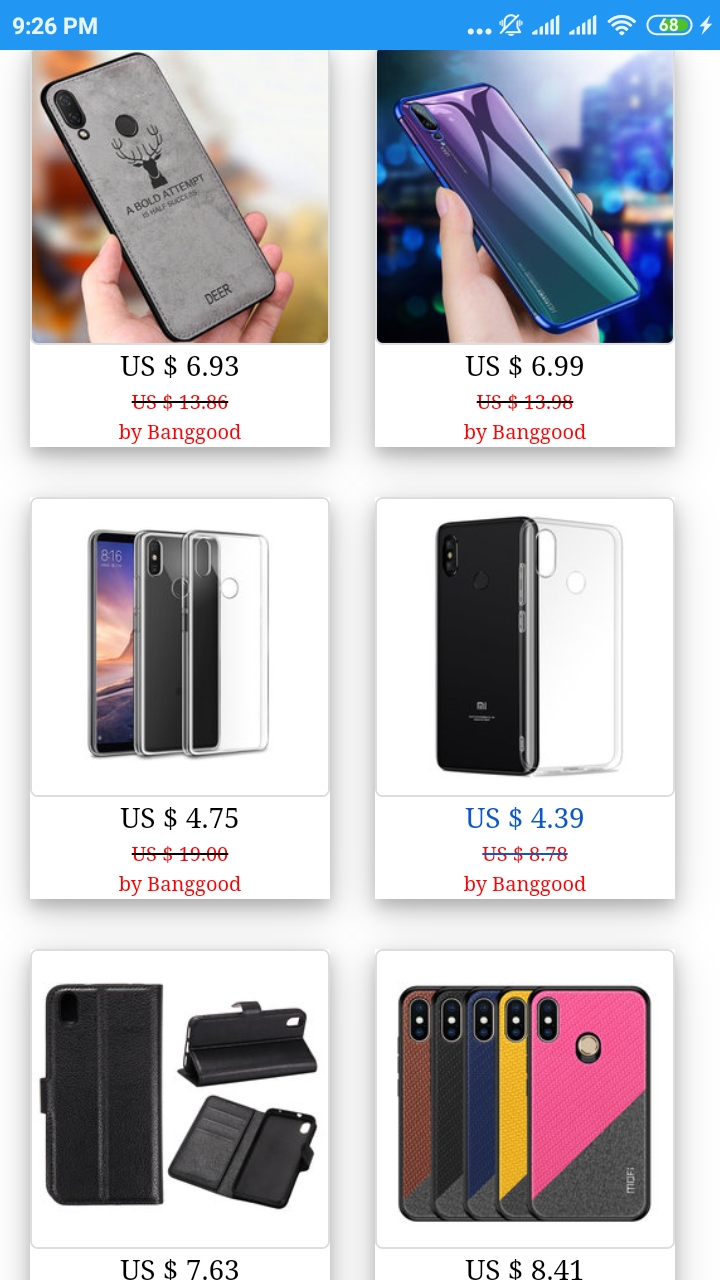 9:26 PM
68
A BOLD ATTEMPT
IS HALF SUCCESS
DEER
US $ 6.93
US $ 6.99
US $ 13.86
US $ 13.98
by Banggood
by Banggood
8:16
US $ 4.75
US $ 4.39
US $ 19.00
US $ 8.78
by Banggood
by Banggood
MOFI
US $ 7.63
US $ 8.41